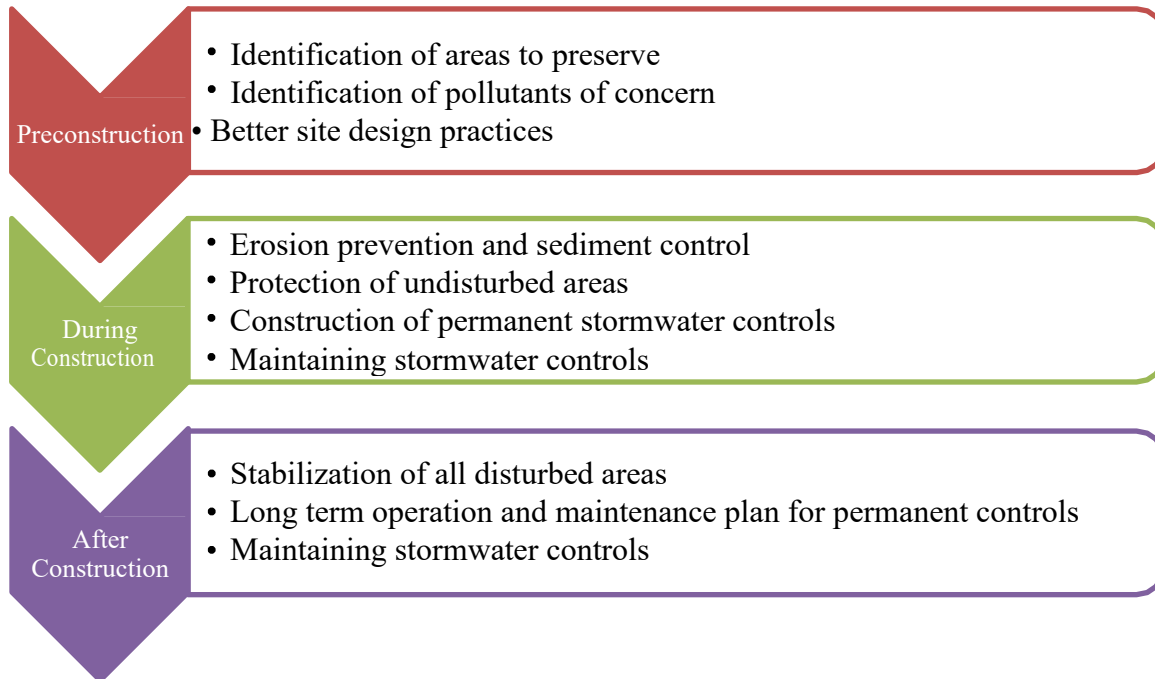 Preconstruction
• Identification of areas to preserve
• Identification of pollutants of concern
• Better site design practices
During
Construction
• Erosion prevention and sediment control
• Protection of undisturbed areas
• Construction of permanent stormwater controls
• Maintaining stormwater controls
After
Construction
• Stabilization of all disturbed areas
• Long term operation and maintenance plan for permanent controls
• Maintaining stormwater controls